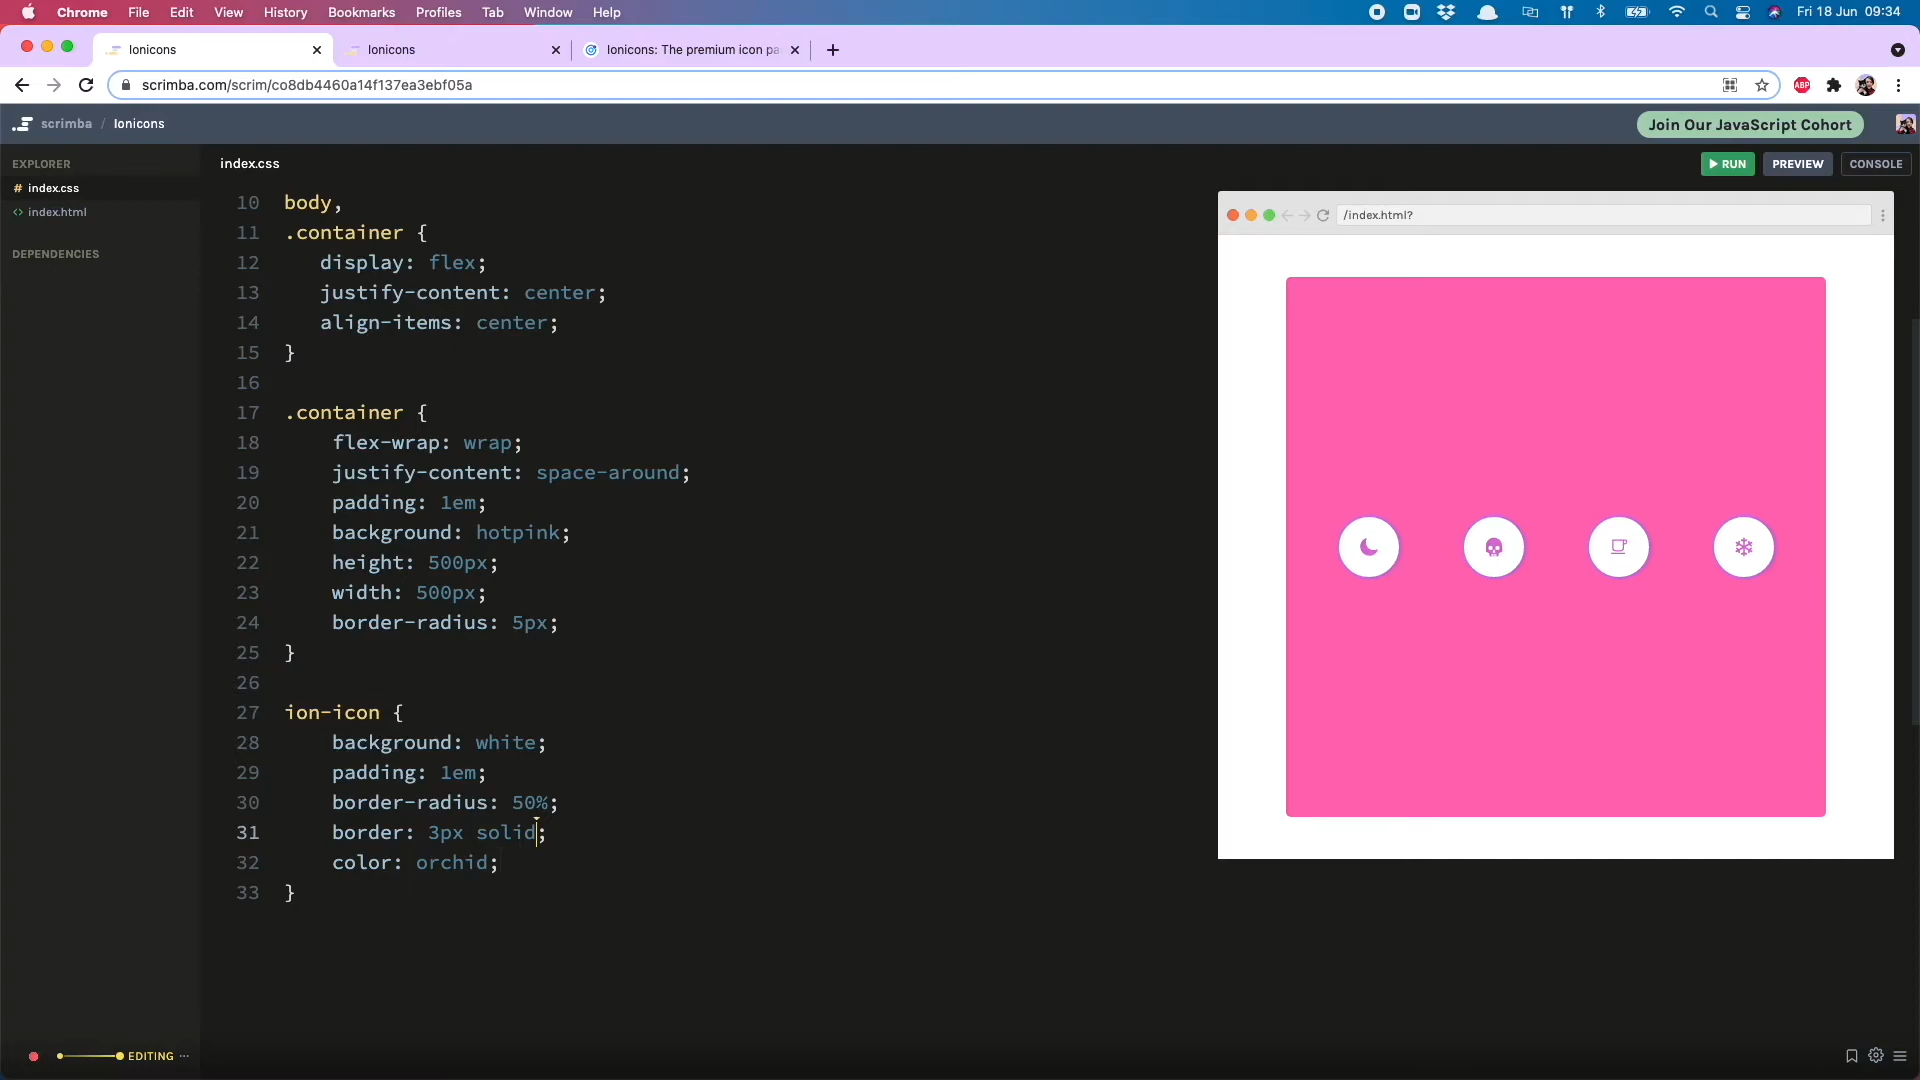 Chrome File Edit View History Bookmarks Profiles Tab Window Help Fri 18 Jun 09:34
Ionicons Ionicons Ionicons: The premium icon pa
scrimba.com/scrim/co8db4460a14f137ea3ebf05a ABP
scrimba / Ionicons Join Our JavaScript Cohort
EXPLORER index.css RUN PREVIEW CONSOLE
# index.css
<> index.html
DEPENDENCIES
/index.html?
10 body,
11 .container {
12 display: flex;
13 justify-content: center;
14 align-items: center;
15 }
16
17 .container {
18 flex-wrap: wrap;
19 justify-content: space-around;
20 padding: 1em;
21 background: hotpink;
22 height: 500px;
23 width: 500px;
24 border-radius: 5px;
25 }
26
27 ion-icon {
28 background: white;
29 padding: 1em;
30 border-radius: 50%;
31 border: 3px solid;
32 color: orchid;
33 }
EDITING ...